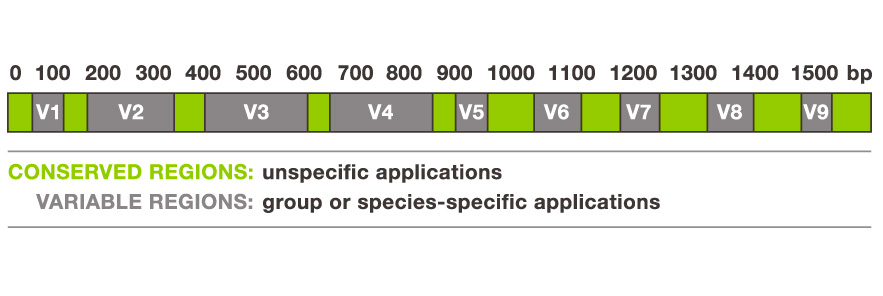 0 100 200 300 400 500 600 700 800 900 1000 1100 1200 1300 1400 1500 bp
V1 V2 V3 V4 V5 V6 V7 V8 V9
CONSERVED REGIONS: unspecific applications
VARIABLE REGIONS: group or species-specific applications